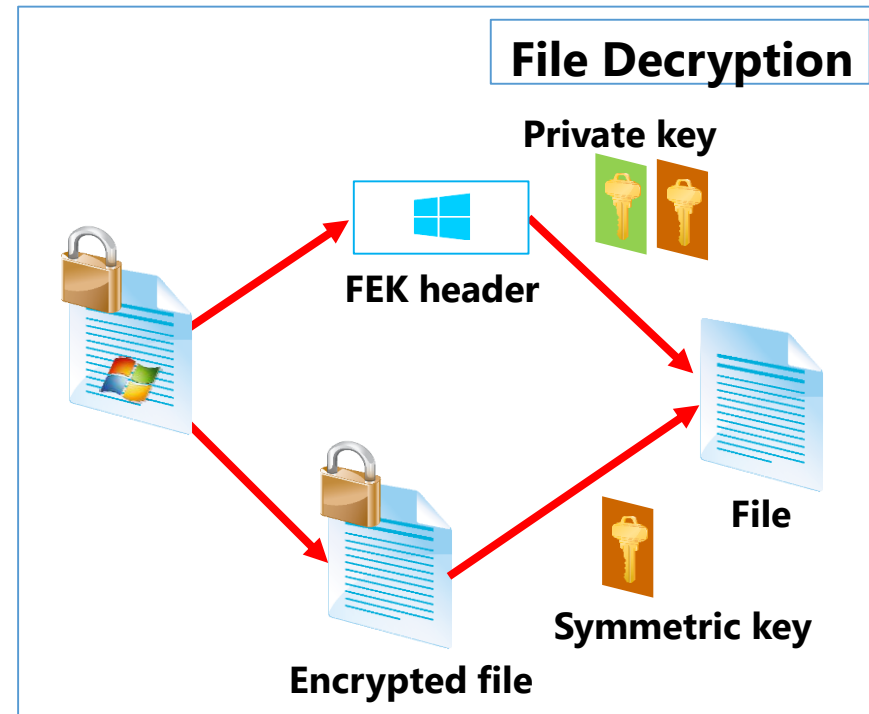 File Decryption
Private key
FEK header
File
Symmetric key
Encrypted file